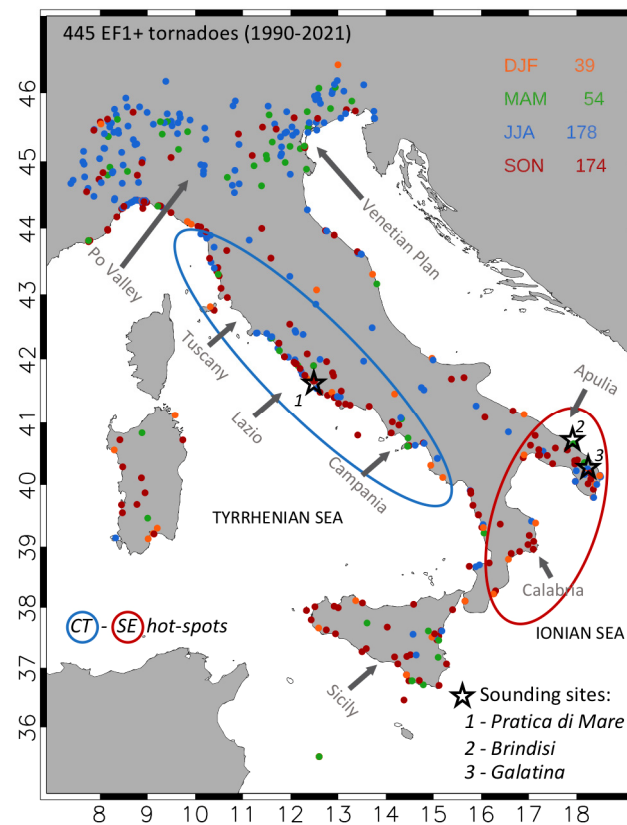 445 EF1+ tornadoes (1990-2021)
DJF 39
MAM 54
JJA 178
SON 174
46
45
44
43
42
41
40
39
38
37
36
Po Valley
Venetian Plan
Tuscany
Lazio
Campania
Apulia
Calabria
Sicily
1
2
3
TYRRHENIAN SEA
IONIAN SEA
CT - SE hot-spots
Sounding sites:
1 - Pratica di Mare
2 - Brindisi
3 - Galatina
8 9 10 11 12 13 14 15 16 17 18